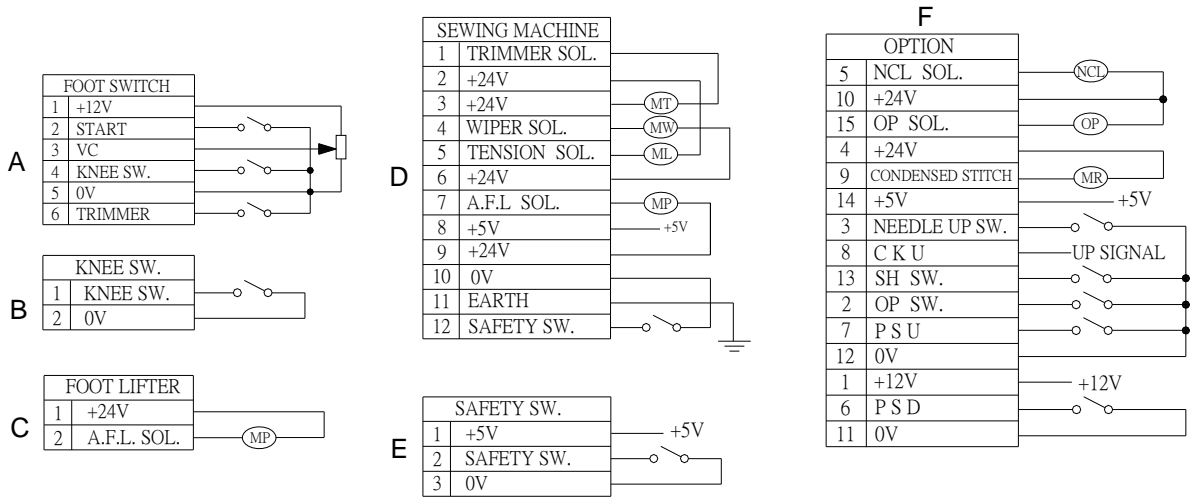 A
FOOT SWITCH
1 +12V
2 START
3 VC
4 KNEE SW.
5 0V
6 TRIMMER
B
KNEE SW.
1 KNEE SW.
2 0V
C
FOOT LIFTER
1 +24V
2 A.F.L. SOL. MP
D
SEWING MACHINE
1 TRIMMER SOL.
2 +24V
3 +24V MT
4 WIPER SOL. MW
5 TENSION SOL. ML
6 +24V
7 A.F.L SOL. MP
8 +5V +5V
9 +24V
10 0V
11 EARTH
12 SAFETY SW.
E
SAFETY SW.
1 +5V +5V
2 SAFETY SW.
3 0V
F
OPTION
5 NCL SOL. NCL
10 +24V
15 OP SOL. OP
4 +24V
9 CONDENSED STITCH MR
14 +5V +5V
3 NEEDLE UP SW.
8 C K U UP SIGNAL
13 SH SW.
2 OP SW.
7 P S U
12 0V
1 +12V +12V
6 P S D
11 0V